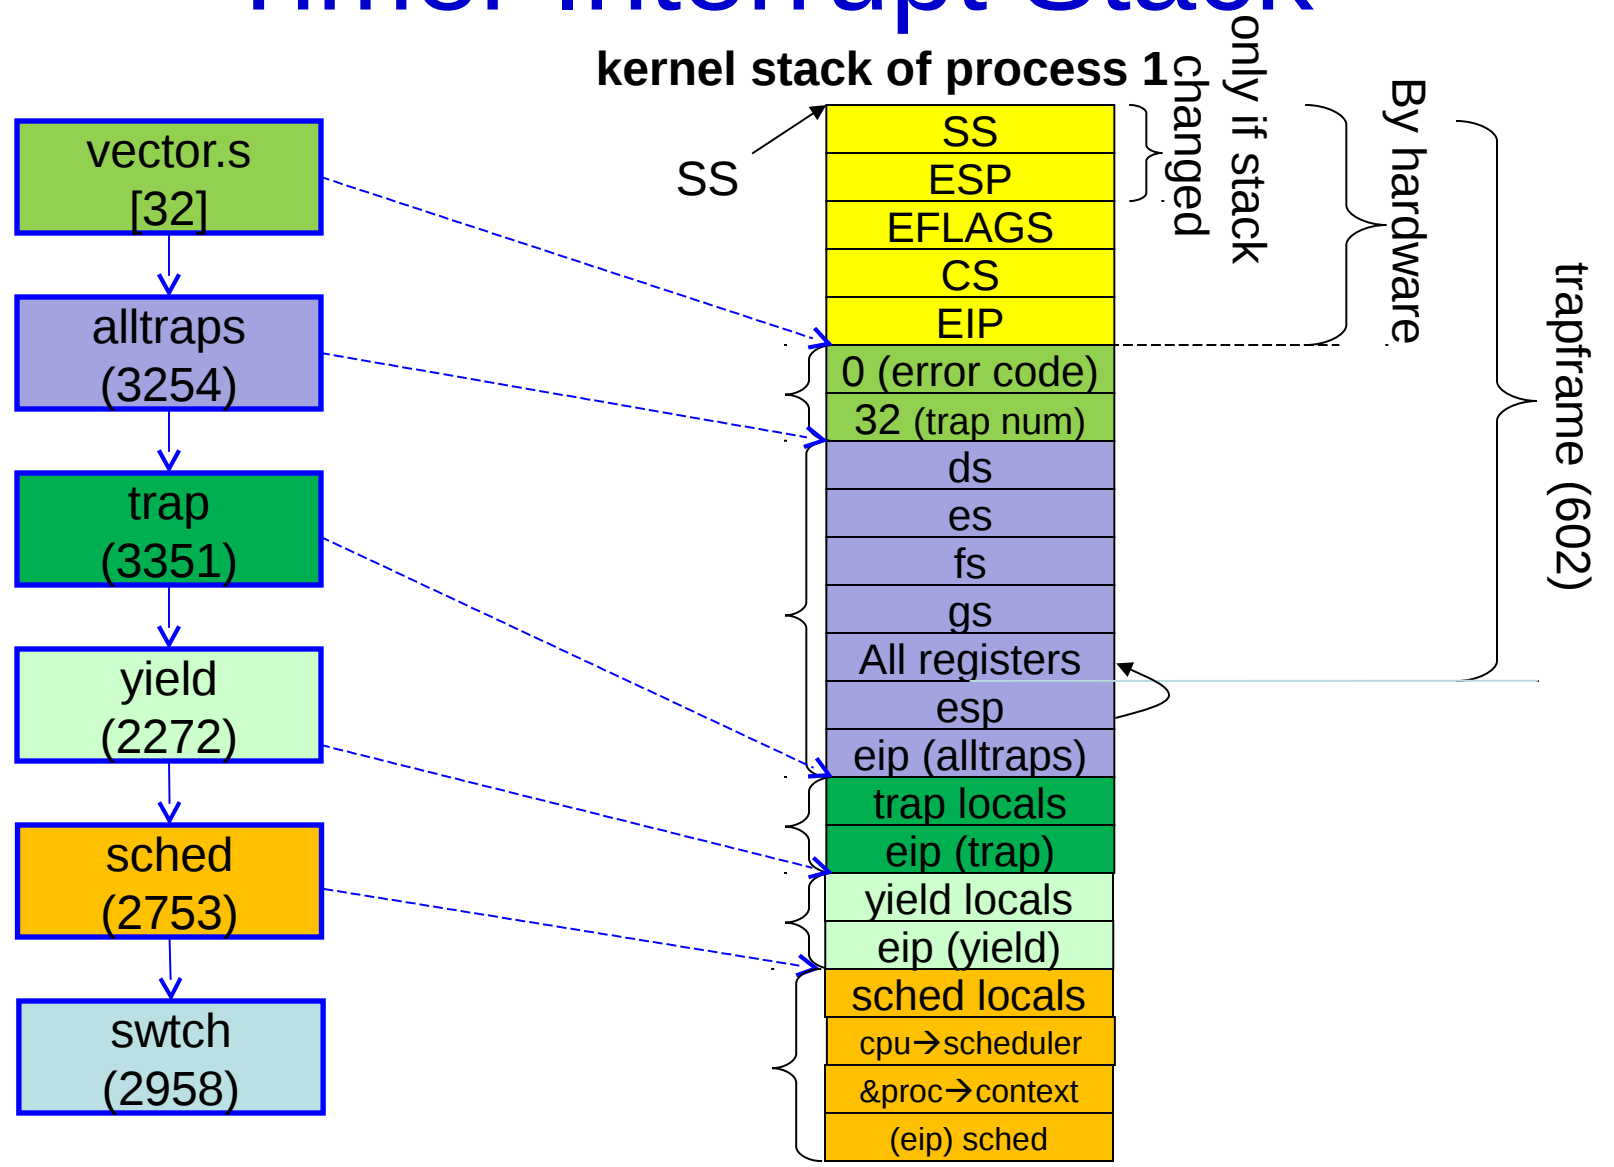 Timer Interrupt Stack
kernel stack of process 1
only if stack
changed
By hardware
trapframe (602)
SS
vector.s
[32]
alltraps
(3254)
trap
(3351)
yield
(2272)
sched
(2753)
swtch
(2958)
SS
ESP
EFLAGS
CS
EIP
0 (error code)
32 (trap num)
ds
es
fs
gs
All registers
esp
eip (alltraps)
trap locals
eip (trap)
yield locals
eip (yield)
sched locals
cpu→scheduler
&proc→context
(eip) sched